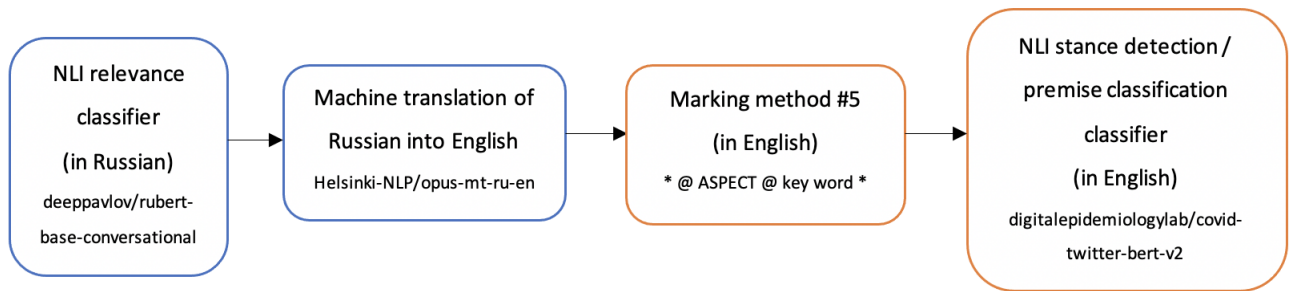 NLI relevance
classifier
(in Russian)
deeppavlov/rubert-
base-conversational
Machine translation of
Russian into English
Helsinki-NLP/opus-mt-ru-en
Marking method #5
(in English)
* @ ASPECT @ key word *
NLI stance detection /
premise classification
classifier
(in English)
digitalepidemiologylab/covid-
twitter-bert-v2